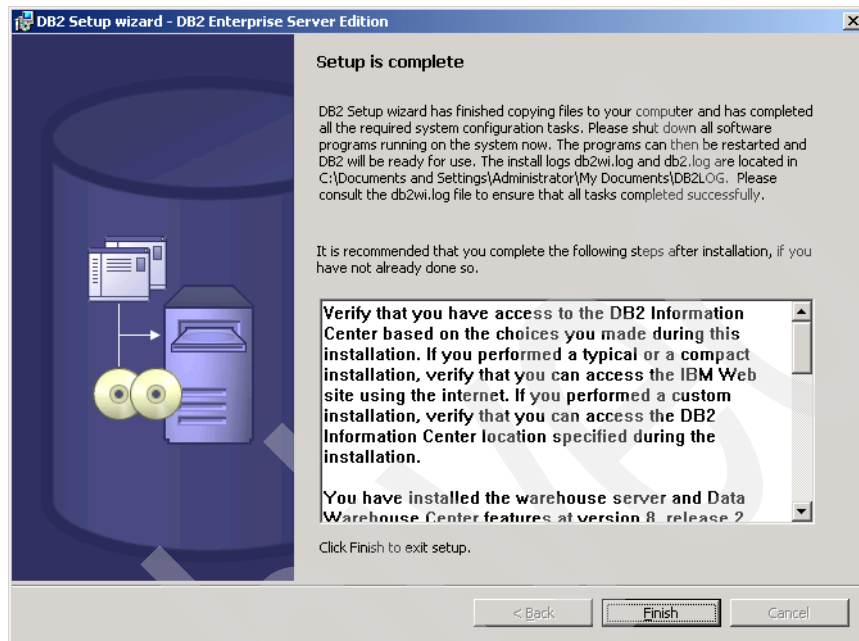 DB2 Setup wizard - DB2 Enterprise Server Edition
Setup is complete
DB2 Setup wizard has finished copying files to your computer and has completed
all the required system configuration tasks. Please shut down all software
programs running on the system now. The programs can then be restarted and
DB2 will be ready for use. The install logs db2wi.log and db2.log are located in
C:\Documents and Settings\Administrator\My Documents\DB2LOG. Please
consult the db2wi.log file to ensure that all tasks completed successfully.
It is recommended that you complete the following steps after installation, if you
have not already done so.
Verify that you have access to the DB2 Information
Center based on the choices you made during this
installation. If you performed a typical or a compact
installation, verify that you can access the IBM Web
site using the internet. If you performed a custom
installation, verify that you can access the DB2
Information Center location specified during the
installation.
You have installed the warehouse server and Data
Warehouse Center features at version 8, release 2
Click Finish to exit setup.
< Back Finish Cancel